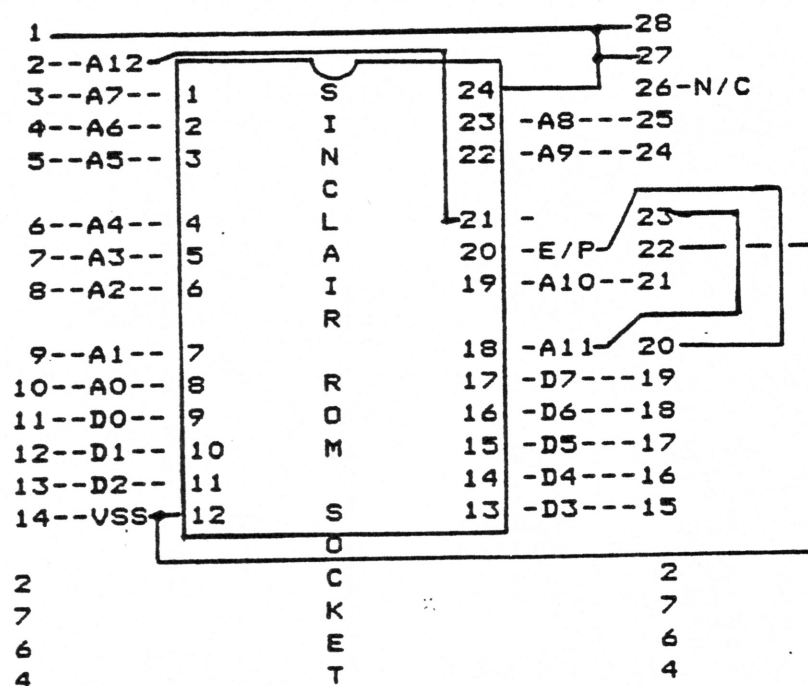 1 28
2--A12 27
3--A7-- 1 S 24 26-N/C
4--A6-- 2 I 23 -A8---25
5--A5-- 3 N 22 -A9---24
C
6--A4-- 4 L 21 - 23
7--A3-- 5 A 20 -E/P 22
8--A2-- 6 I 19 -A10--21
R
9--A1-- 7 18 -A11 20
10--A0-- 8 R 17 -D7---19
11--D0-- 9 O 16 -D6---18
12--D1-- 10 M 15 -D5---17
13--D2-- 11 14 -D4---16
14--VSS 12 S 13 -D3---15
O
2 C 2
7 K 7
6 E 6
4 T 4